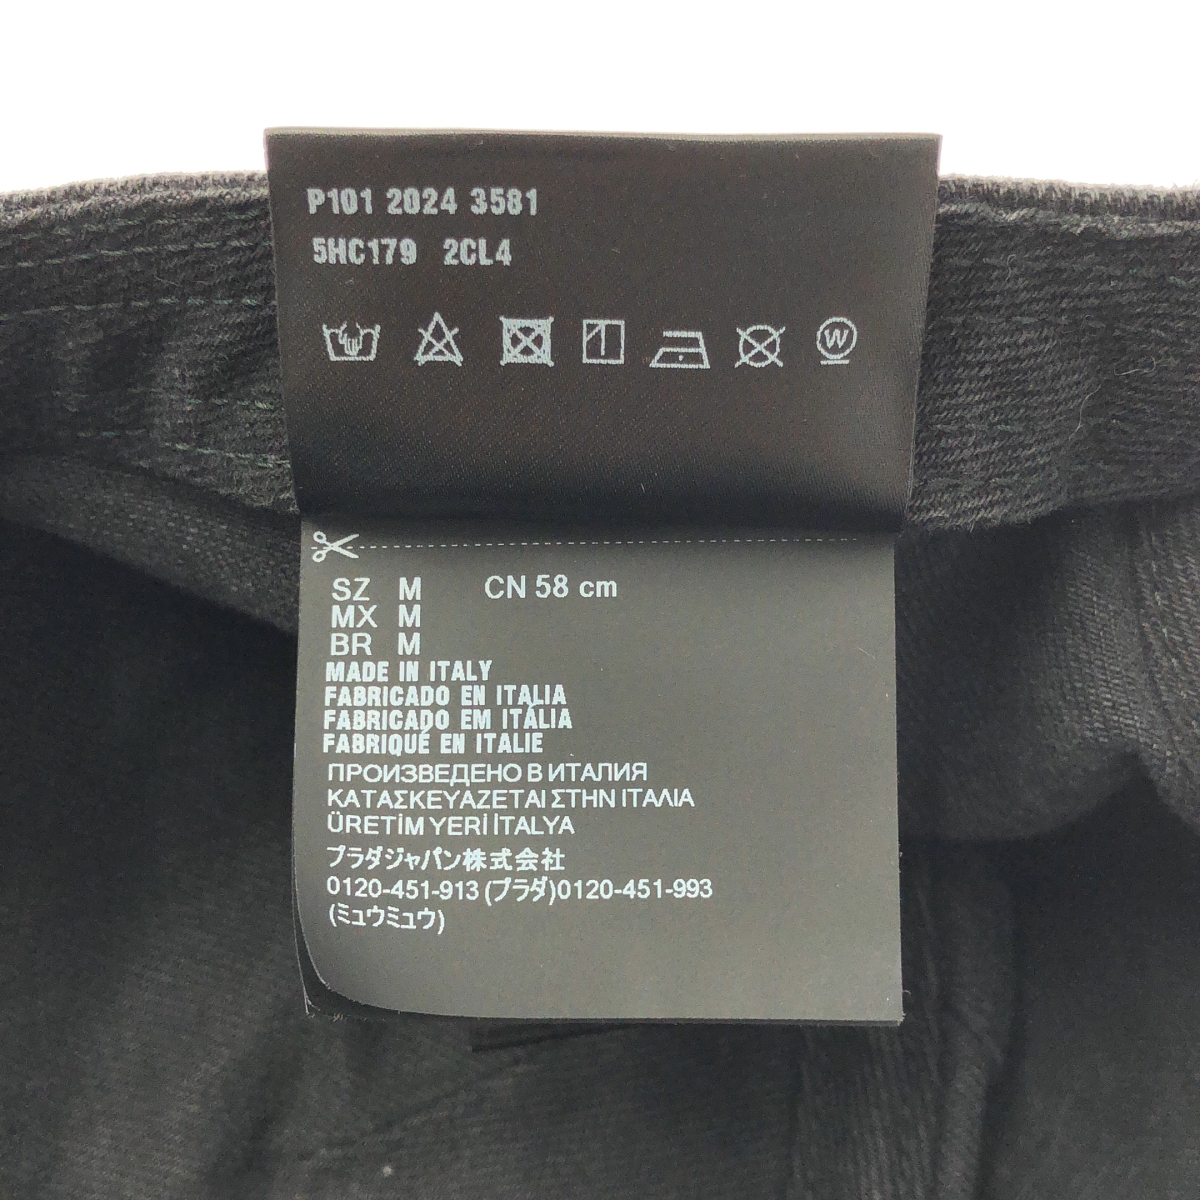 P101 2024 3581
5HC179 2CL4
W
SZ M CN 58 cm
MX M
BR M
MADE IN ITALY
FABRICADO EN ITALIA
FABRICADO EM ITÁLIA
FABRIQUÉ EN ITALIE
ПРОИЗВЕДЕНО В ИТАЛИЯ
ΚΑΤΑΣΚΕΥΑΖΕΤΑΙ ΣΤΗΝ ΙΤΑΛΙΑ
ÜRETİM YERİ İTALYA
プラダジャパン株式会社
0120-451-913 (プラダ)0120-451-993
(ミュウミュウ)